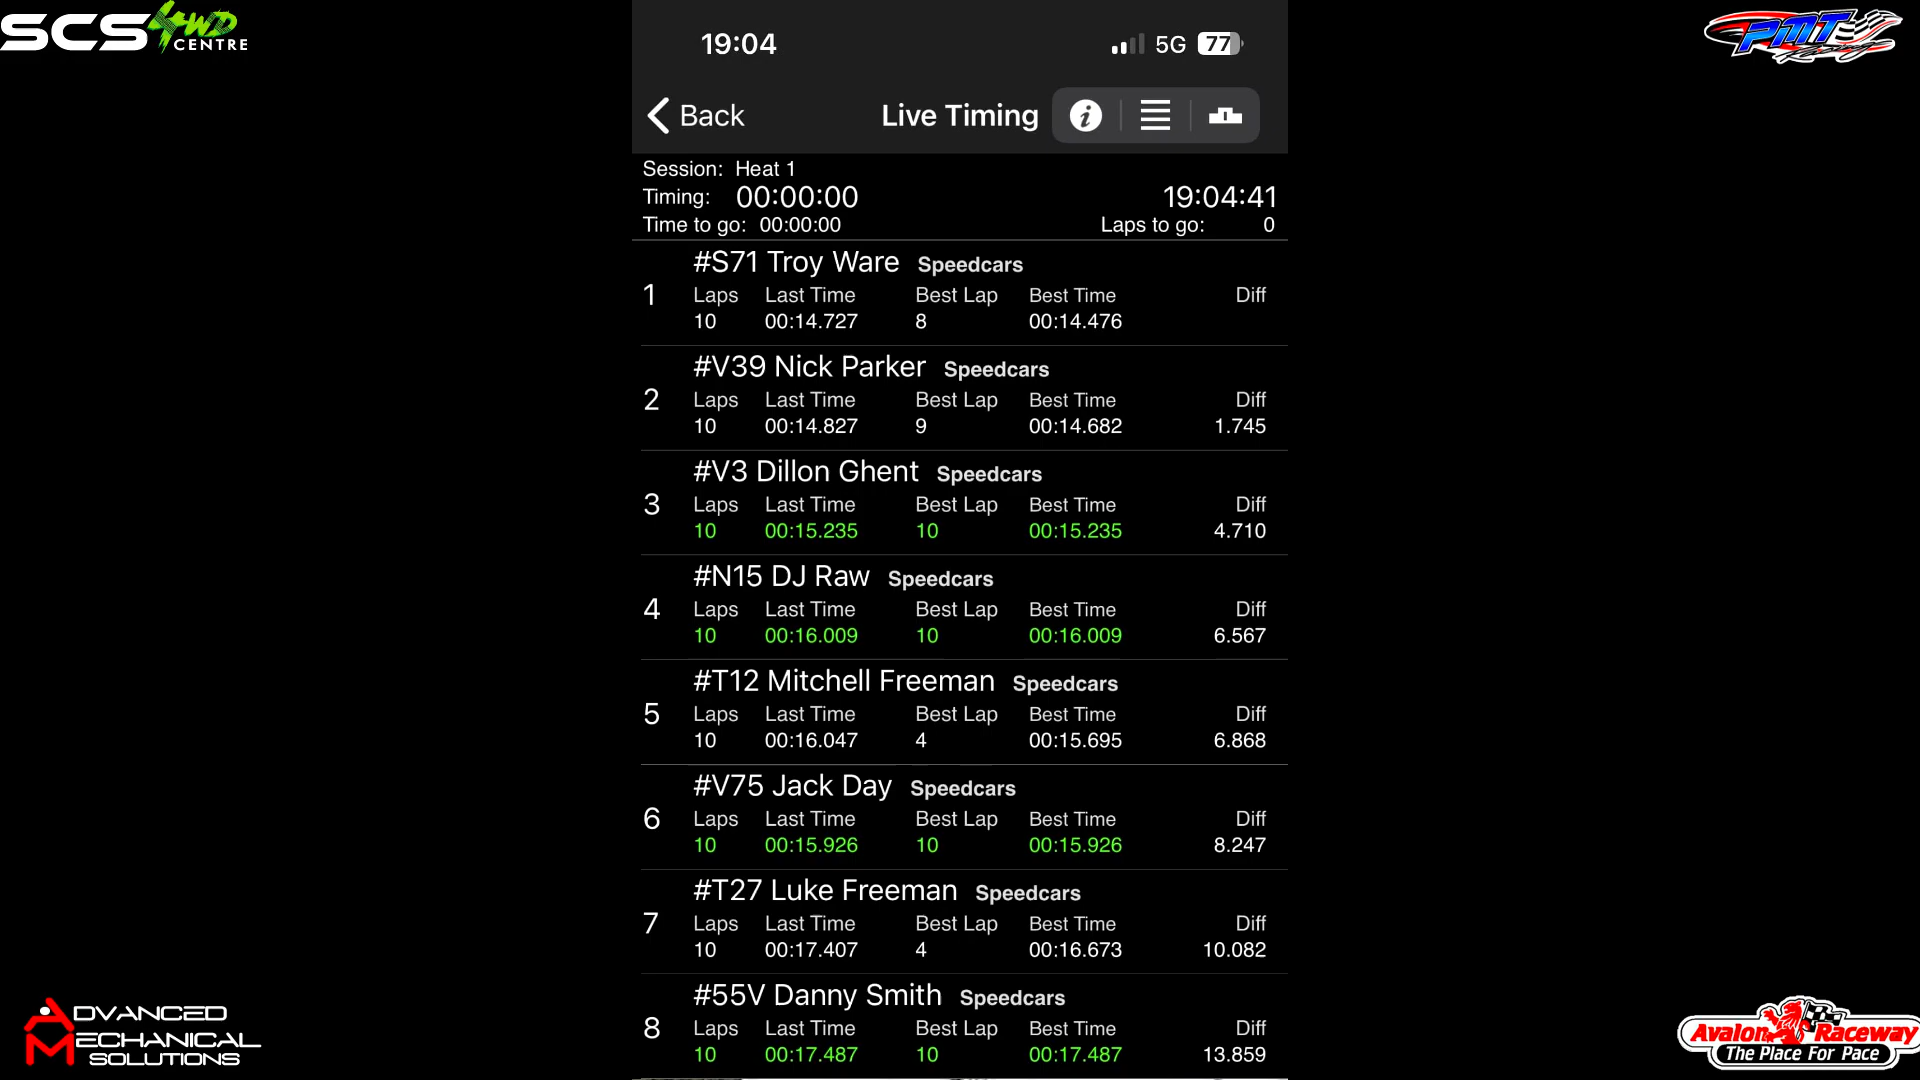 SCS 4WD CENTRE
PMT Racing
19:04 5G 77
Back Live Timing
Session: Heat 1
Timing: 00:00:00 19:04:41
Time to go: 00:00:00 Laps to go: 0
#S71 Troy Ware Speedcars
1 Laps Last Time Best Lap Best Time Diff
10 00:14.727 8 00:14.476
#V39 Nick Parker Speedcars
2 Laps Last Time Best Lap Best Time Diff
10 00:14.827 9 00:14.682 1.745
#V3 Dillon Ghent Speedcars
3 Laps Last Time Best Lap Best Time Diff
10 00:15.235 10 00:15.235 4.710
#N15 DJ Raw Speedcars
4 Laps Last Time Best Lap Best Time Diff
10 00:16.009 10 00:16.009 6.567
#T12 Mitchell Freeman Speedcars
5 Laps Last Time Best Lap Best Time Diff
10 00:16.047 4 00:15.695 6.868
#V75 Jack Day Speedcars
6 Laps Last Time Best Lap Best Time Diff
10 00:15.926 10 00:15.926 8.247
#T27 Luke Freeman Speedcars
7 Laps Last Time Best Lap Best Time Diff
10 00:17.407 4 00:16.673 10.082
#55V Danny Smith Speedcars
8 Laps Last Time Best Lap Best Time Diff
10 00:17.487 10 00:17.487 13.859
ADVANCED
MECHANICAL
SOLUTIONS
Avalon Raceway
The Place For Pace